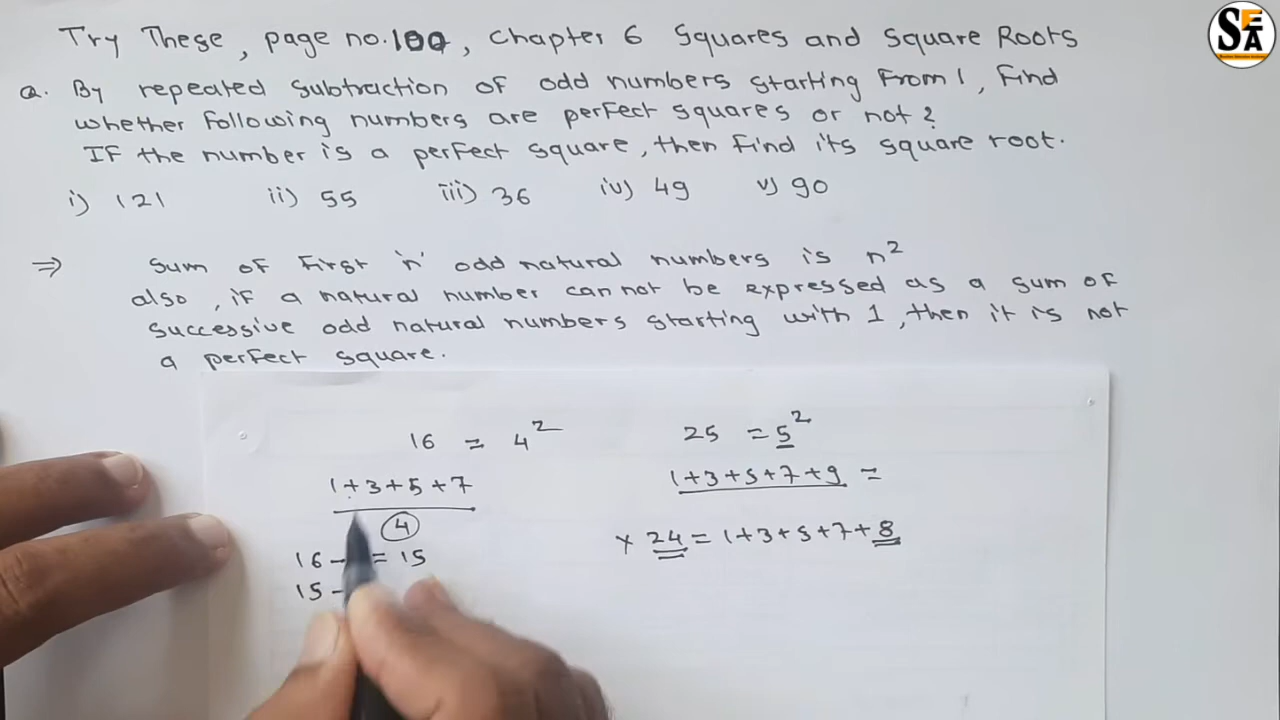 Try These, page no.100, Chapter 6 Squares and Square Roots
SEFA
Q. By repeated subtraction of odd numbers starting from 1, Find
whether following numbers are perfect squares or not?
If the number is a perfect square, then find its square root.
i) 121 ii) 55 iii) 36 iv) 49 v) 90
⇒ Sum of first 'n' odd natural numbers is n²
also, if a natural number cannot be expressed as a sum of
successive odd natural numbers starting with 1, then it is not
a perfect square.
16 = 4² 25 = 5²
1+3+5+7 1+3+5+7+9 =
4 × 24 = 1+3+5+7+8
16- = 15
15-